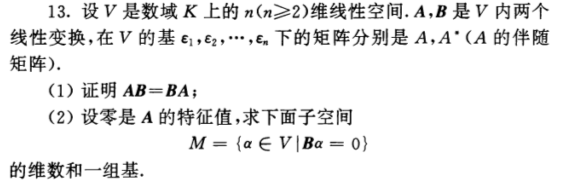 13. 设 V 是数域 K 上的 n(n≥2)维线性空间. A,B 是 V 内两个
线性变换,在 V 的基 ε₁,ε₂,⋯,εₙ 下的矩阵分别是 A,A* (A 的伴随
矩阵).
(1) 证明 AB=BA;
(2) 设零是 A 的特征值,求下面子空间
M = {α ∈ V|Bα = 0}
的维数和一组基.